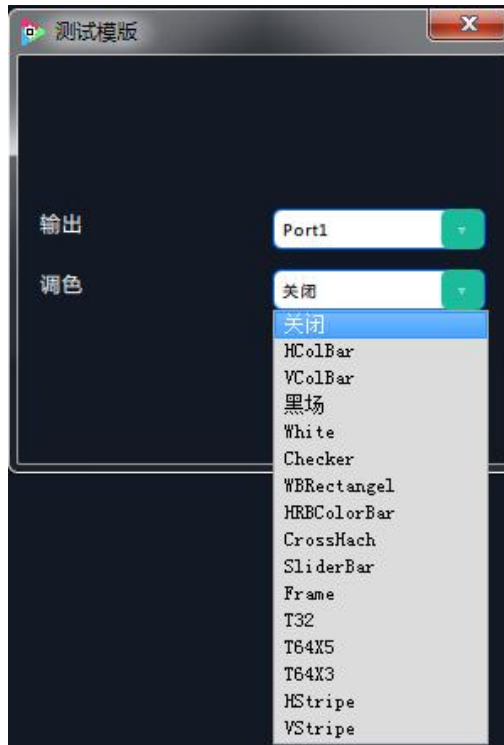 测试模版
输出
Port1
调色
关闭
关闭
HColBar
VColBar
黑场
White
Checker
WBRectangel
HRBColorBar
CrossHach
SliderBar
Frame
T32
T64X5
T64X3
HStripe
VStripe